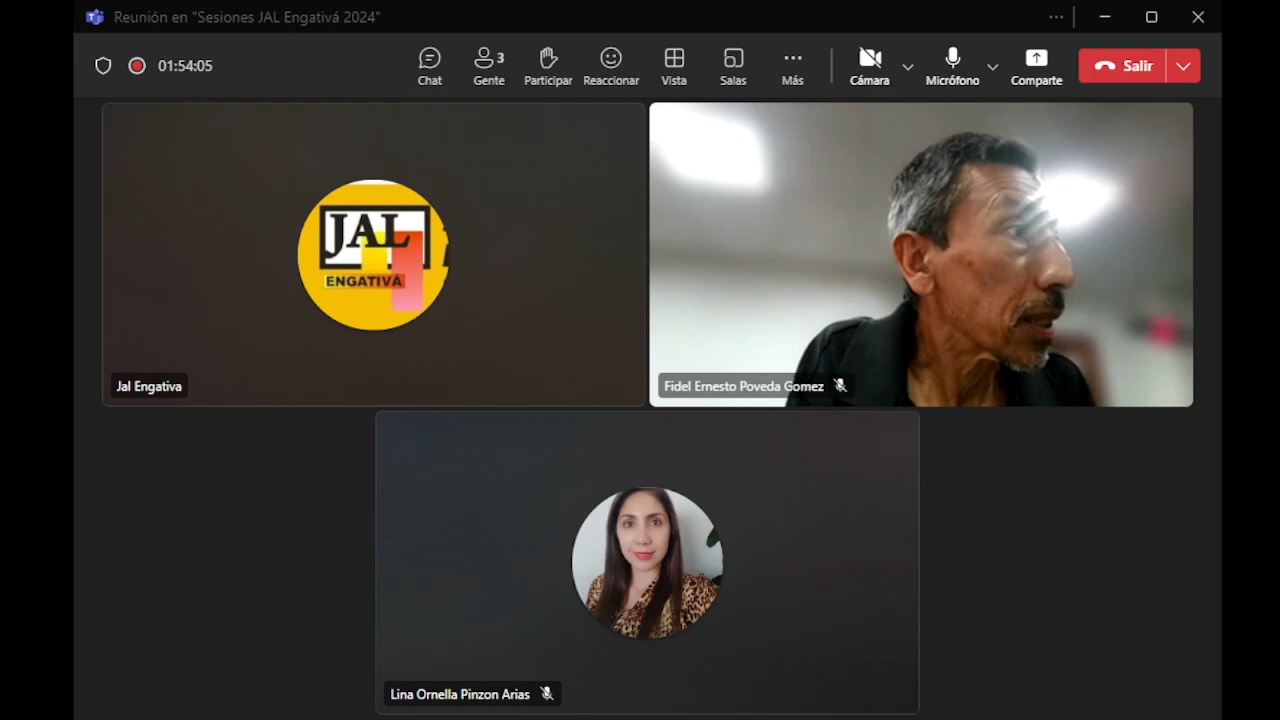 Reunión en "Sesiones JAL Engativá 2024"
01:54:05
Chat
Gente
3
Participar
Reaccionar
Vista
Salas
Más
Cámara
Micrófono
Comparte
Salir
JAL
ENGATIVÁ
Jal Engativa
Fidel Ernesto Poveda Gomez
Lina Ornella Pinzon Arias